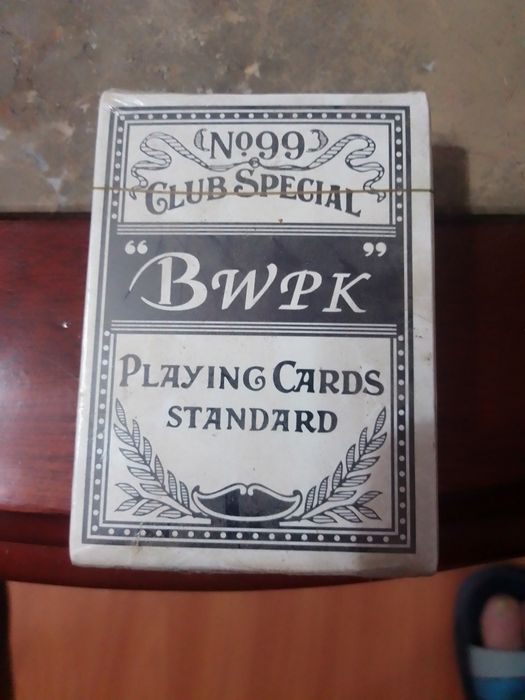 No99
CLUB SPECIAL
"BWPK"
PLAYING CARDS
STANDARD